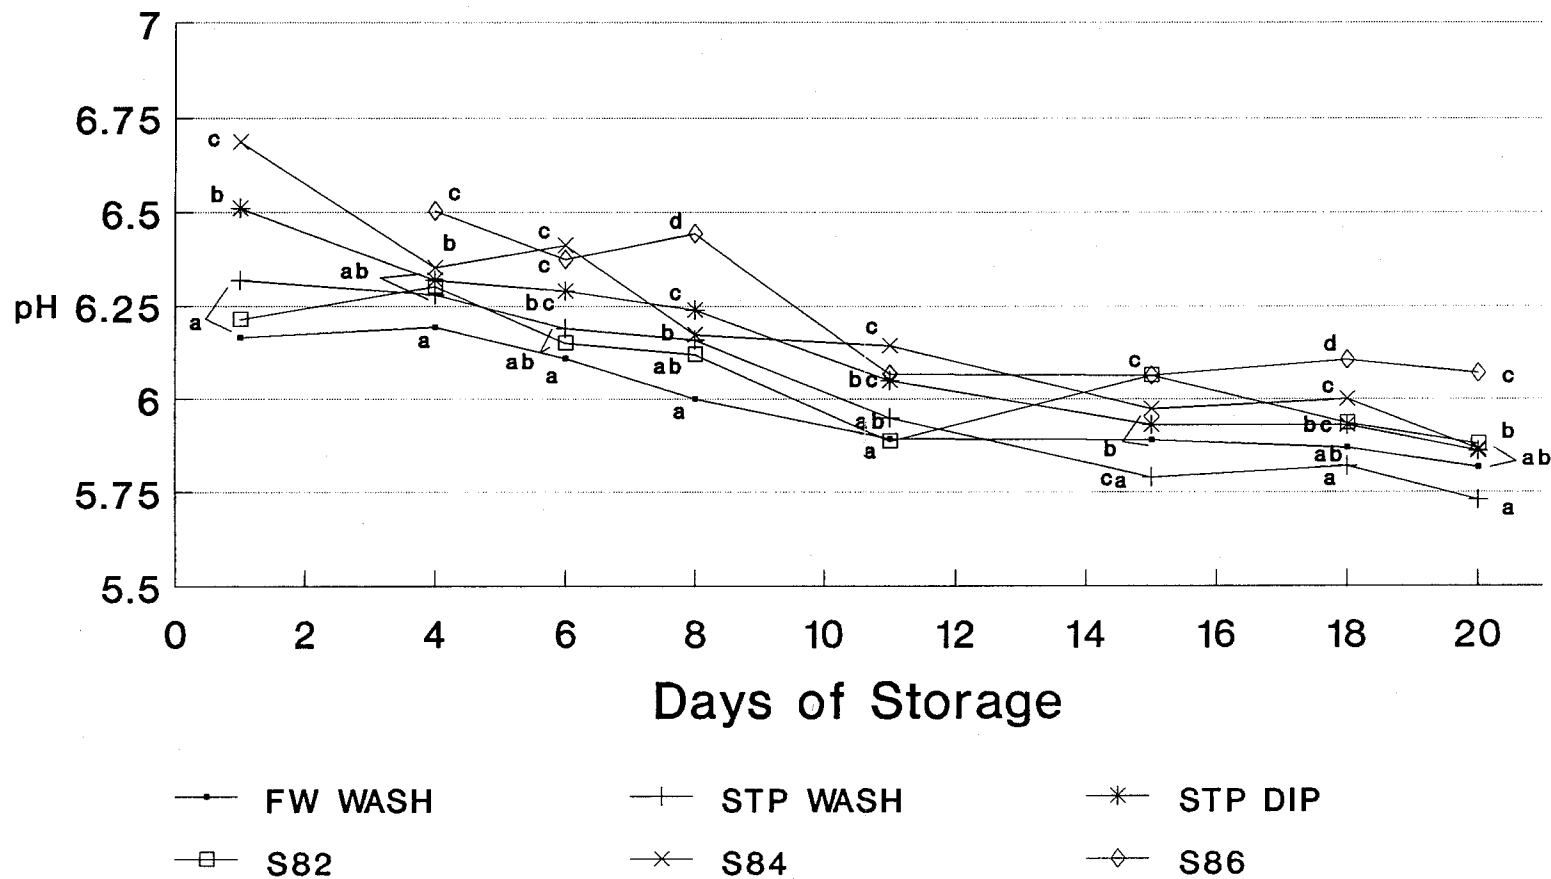 7
6.75
c
b
c
6.5
d
c
b
c
ab
bc
c
pH 6.25
a
a
b
c
ab
a
ab
c
d
c
a
bc
6
ab
c
bc
b
a
b
ab
ab
ca
a
a
5.75
5.5
0 2 4 6 8 10 12 14 16 18 20
Days of Storage
FW WASH STP WASH STP DIP
S82 S84 S86